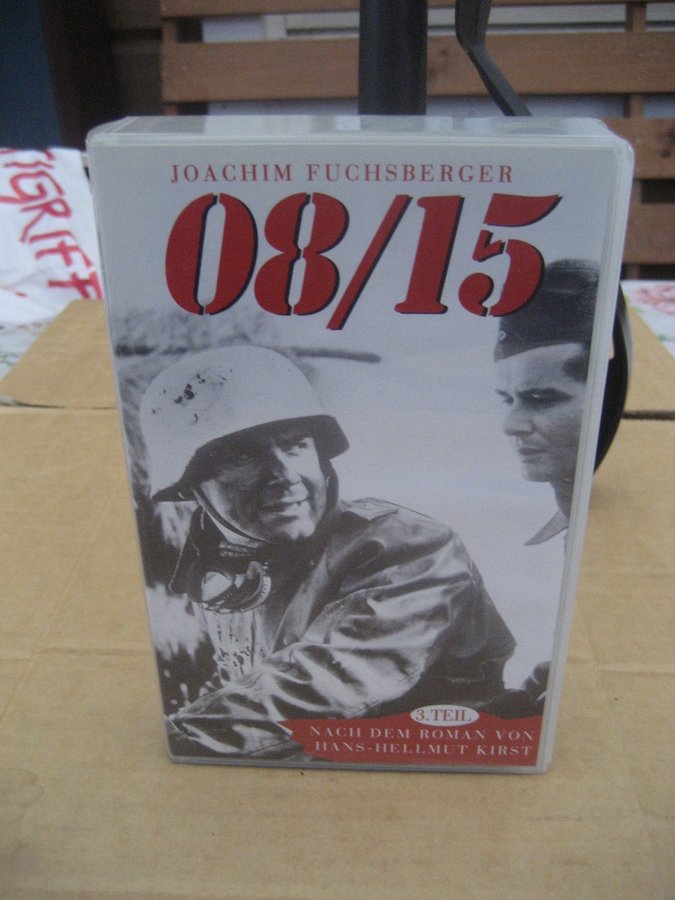 JOACHIM FUCHSBERGER
08/15
3. TEIL
NACH DEM ROMAN VON
HANS-HELLMUT KIRST